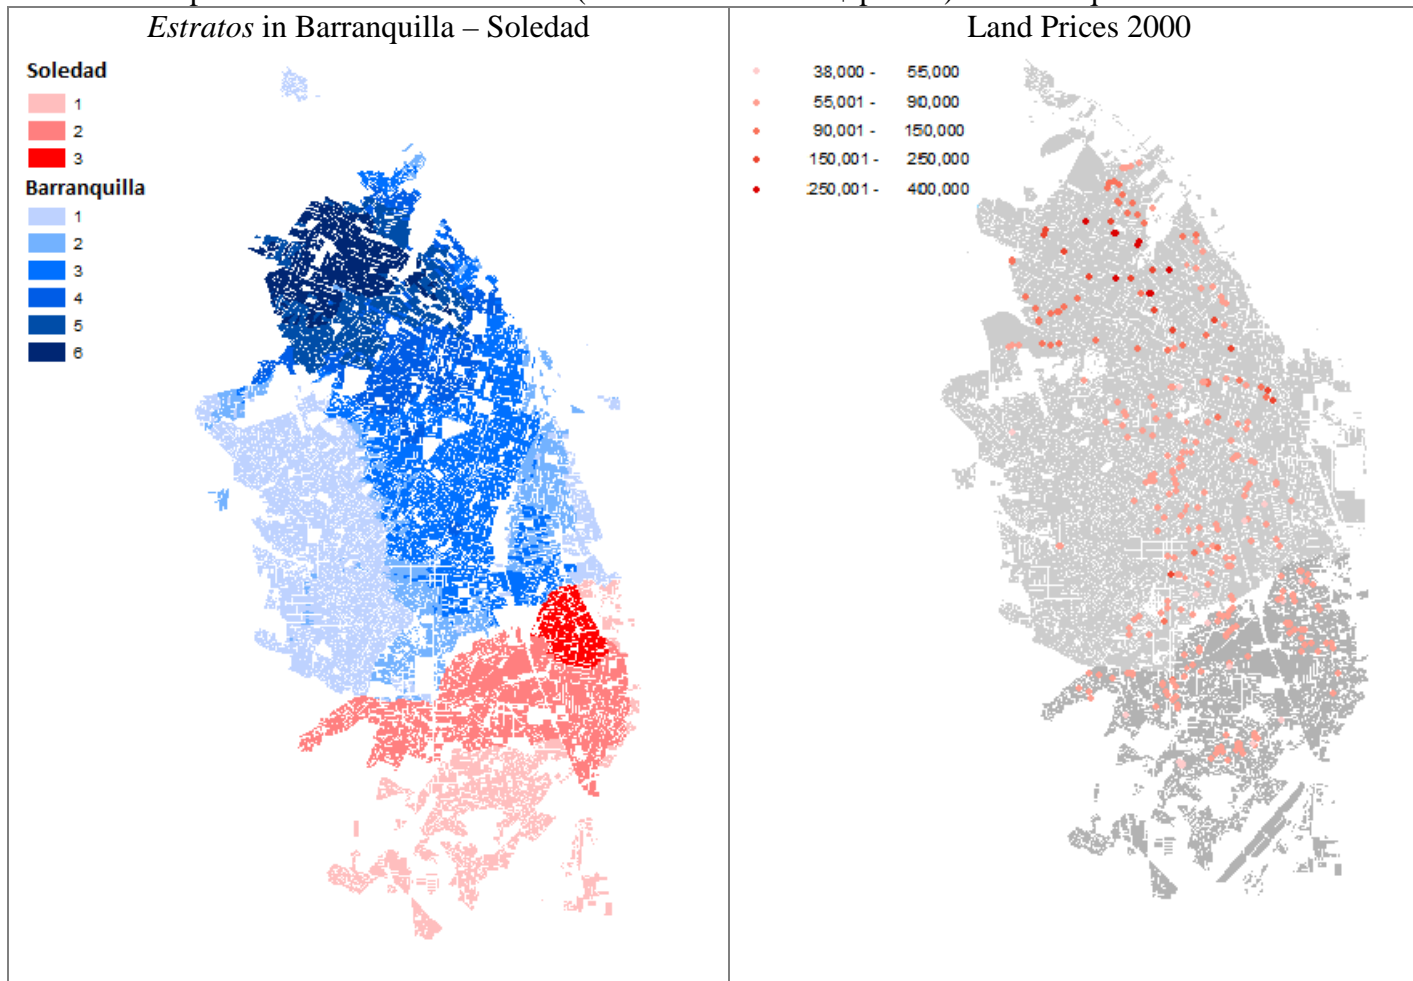 Estratos in Barranquilla – Soledad
Soledad
1
2
3
Barranquilla
1
2
3
4
5
6
Land Prices 2000
38,000 - 55,000
55,001 - 90,000
90,001 - 150,000
150,001 - 250,000
250,001 - 400,000